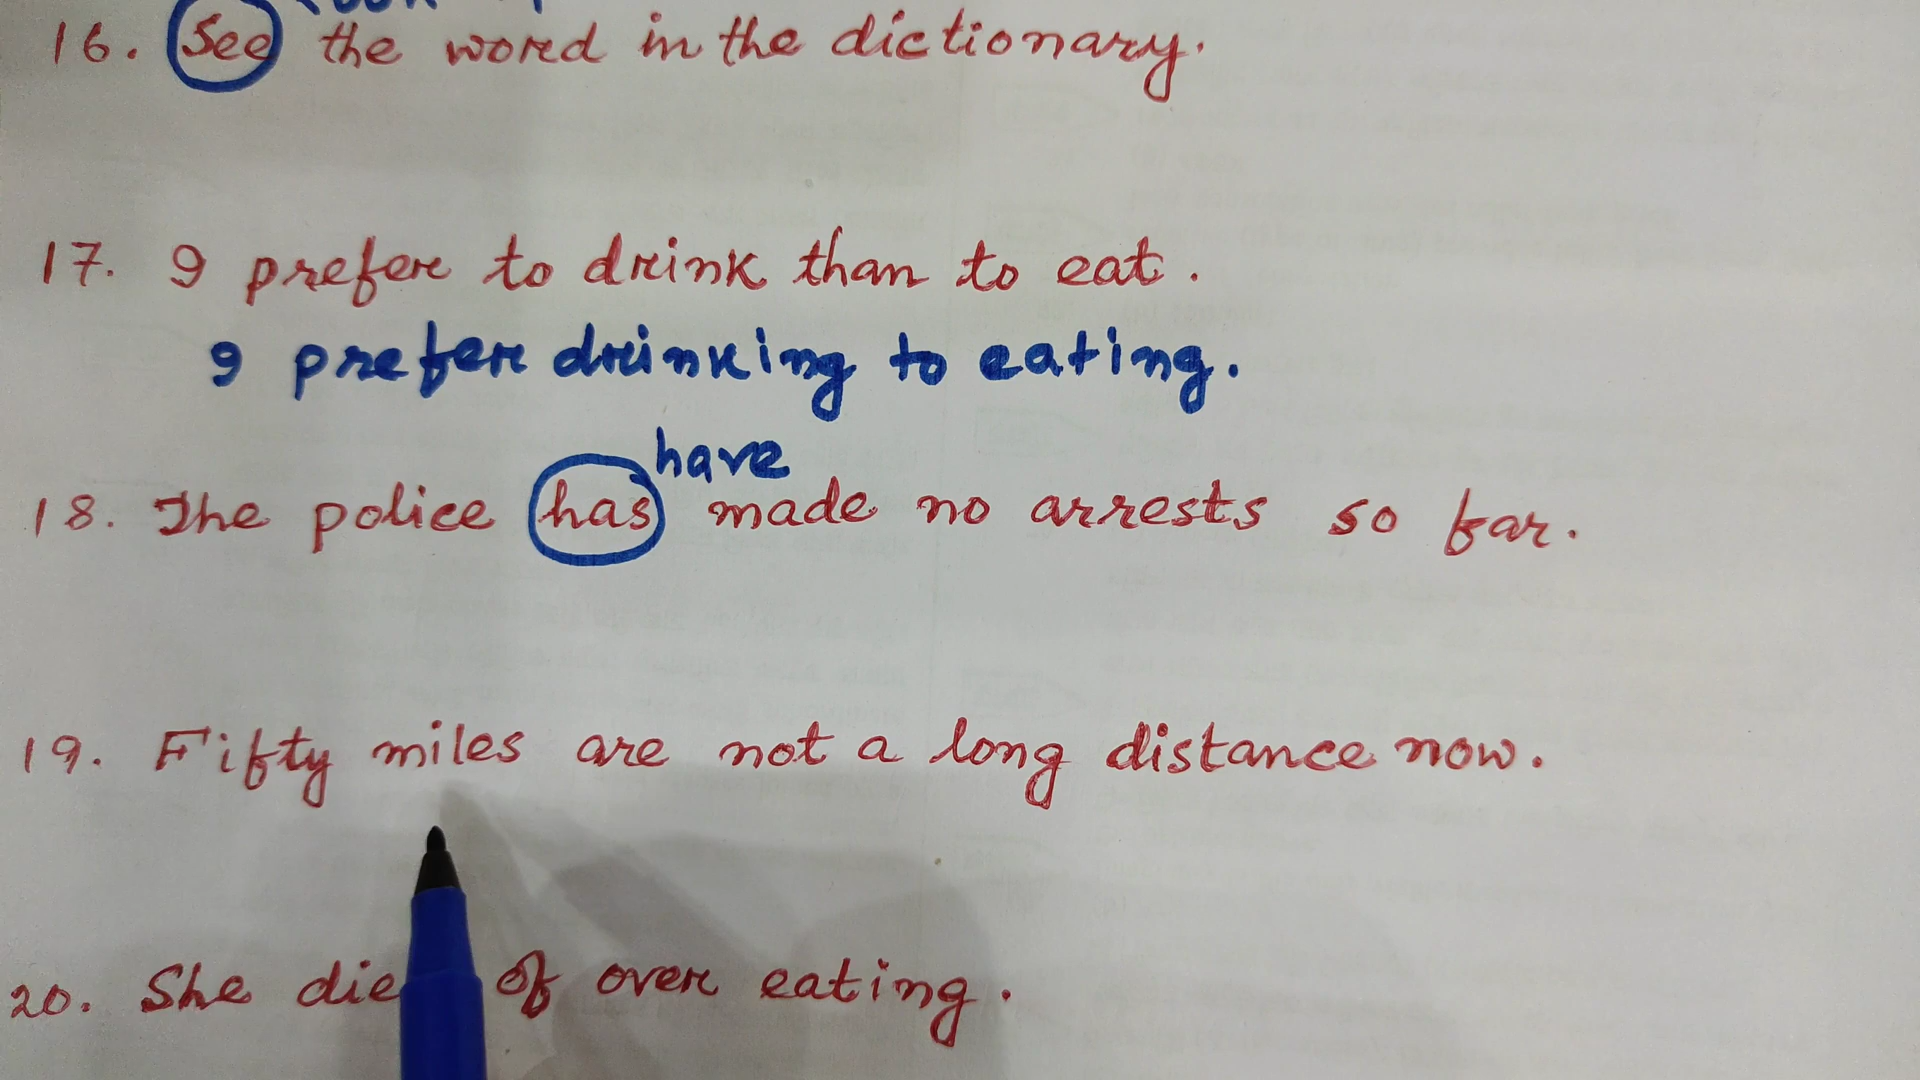 16. See the word in the dictionary.
17. I prefer to drink than to eat.
I prefer drinking to eating.
have
18. The police has made no arrests so far.
19. Fifty miles are not a long distance now.
20. She of over eating.